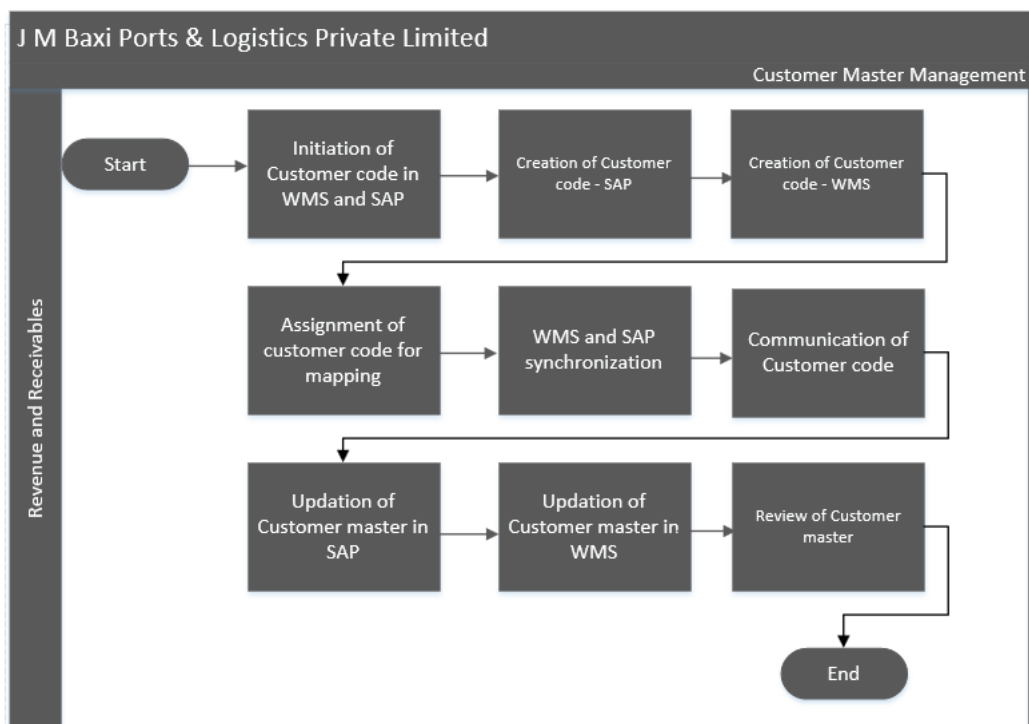 J M Baxi Ports & Logistics Private Limited
Customer Master Management
Revenue and Receivables
Start
Initiation of
Customer code in
WMS and SAP
Creation of Customer
code - SAP
Creation of Customer
code - WMS
Assignment of
customer code for
mapping
WMS and SAP
synchronization
Communication of
Customer code
Updation of
Customer master in
SAP
Updation of
Customer master in
WMS
Review of Customer
master
End